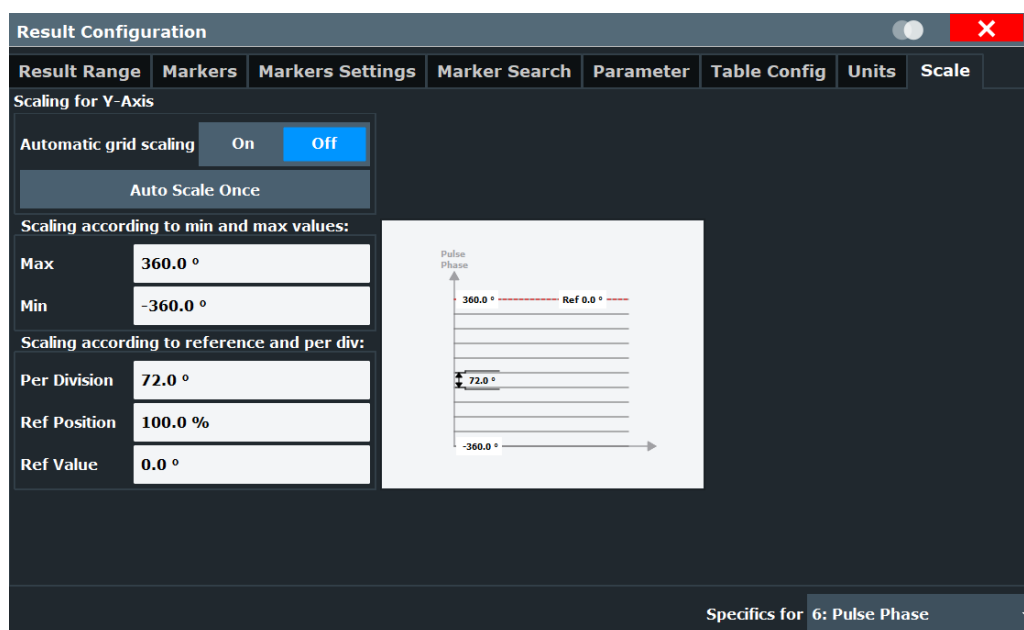 Result Configuration
Result Range Markers Markers Settings Marker Search Parameter Table Config Units Scale
Scaling for Y-Axis
Automatic grid scaling On Off
Auto Scale Once
Scaling according to min and max values:
Max 360.0 º
Min -360.0 º
Scaling according to reference and per div:
Per Division 72.0 º
Ref Position 100.0 %
Ref Value 0.0 º
Pulse
Phase
360.0 º Ref 0.0 º
72.0 º
-360.0 º
Specifics for 6: Pulse Phase